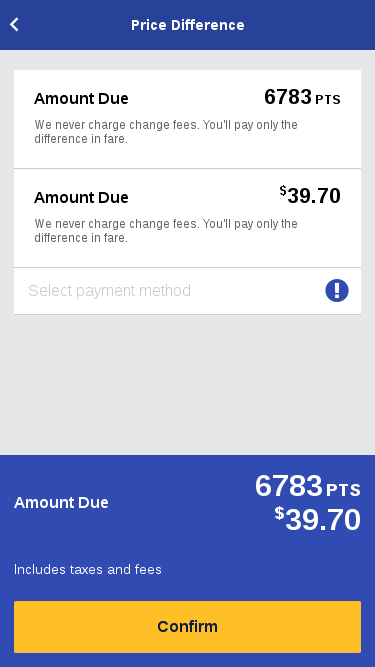 Price Difference
Amount Due 6783 PTS
We never charge change fees. You'll pay only the
difference in fare.
Amount Due $39.70
We never charge change fees. You'll pay only the
difference in fare.
Select payment method
6783 PTS
Amount Due
$39.70
Includes taxes and fees
Confirm